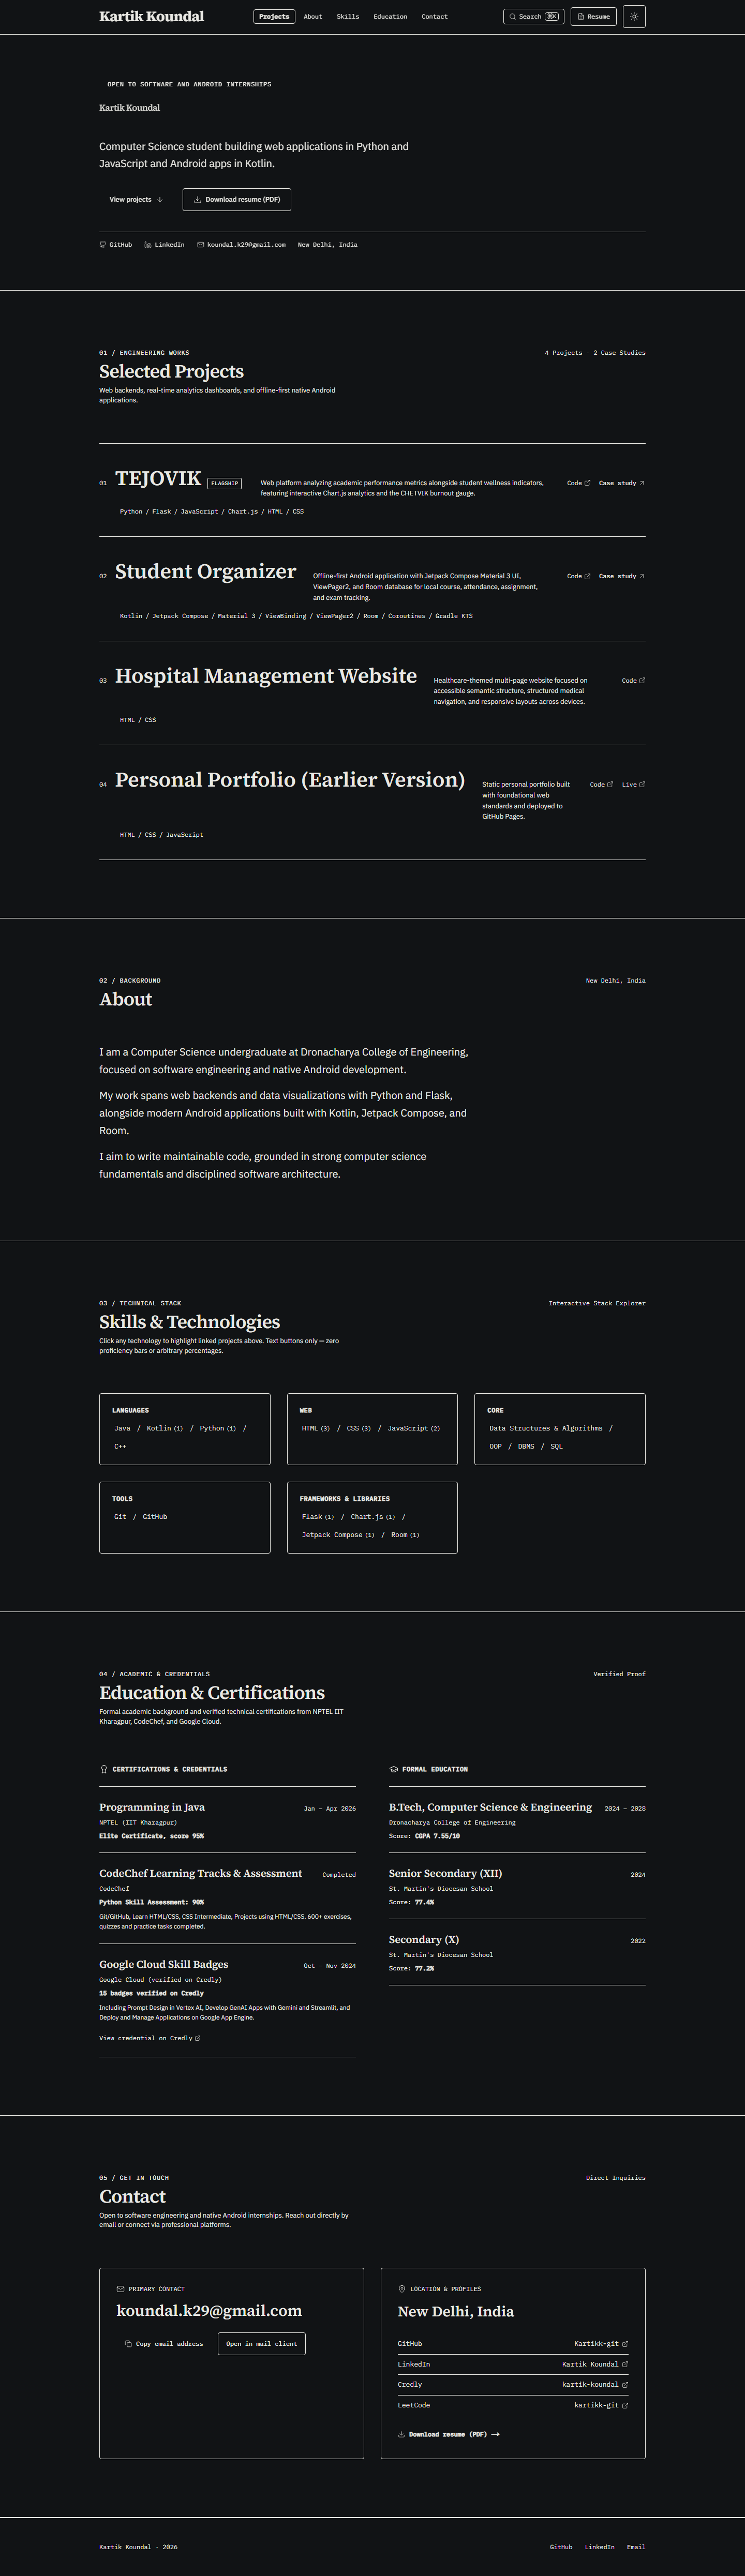 Kartik Koundal
Projects About Skills Education Contact
Search ⌘K Resume
OPEN TO SOFTWARE AND ANDROID INTERNSHIPS
Kartik Koundal
Computer Science student building web applications in Python and
JavaScript and Android apps in Kotlin.
View projects ↓ Download resume (PDF)
GitHub LinkedIn koundal.k29@gmail.com New Delhi, India
01 / ENGINEERING WORKS
4 Projects · 2 Case Studies
Selected Projects
Web backends, real-time analytics dashboards, and offline-first native Android
applications.
01 TEJOVIK FLAGSHIP
Web platform analyzing academic performance metrics alongside student wellness indicators,
featuring interactive Chart.js analytics and the CHETVIK burnout gauge.
Code Case study
Python / Flask / JavaScript / Chart.js / HTML / CSS
02 Student Organizer
Offline-first Android application with Jetpack Compose Material 3 UI,
ViewPager2, and Room database for local course, attendance, assignment,
and exam tracking.
Code Case study
Kotlin / Jetpack Compose / Material 3 / ViewBinding / ViewPager2 / Room / Coroutines / Gradle KTS
03 Hospital Management Website
Healthcare-themed multi-page website focused on
accessible semantic structure, structured medical
navigation, and responsive layouts across devices.
Code
HTML / CSS
04 Personal Portfolio (Earlier Version)
Static personal portfolio built
with foundational web
standards and deployed to
GitHub Pages.
Code Live
HTML / CSS / JavaScript
02 / BACKGROUND
New Delhi, India
About
I am a Computer Science undergraduate at Dronacharya College of Engineering,
focused on software engineering and native Android development.
My work spans web backends and data visualizations with Python and Flask,
alongside modern Android applications built with Kotlin, Jetpack Compose, and
Room.
I aim to write maintainable code, grounded in strong computer science
fundamentals and disciplined software architecture.
03 / TECHNICAL STACK
Interactive Stack Explorer
Skills & Technologies
Click any technology to highlight linked projects above. Text buttons only — zero
proficiency bars or arbitrary percentages.
LANGUAGES
Java / Kotlin (1) / Python (1) /
C++
WEB
HTML (3) / CSS (3) / JavaScript (2)
CORE
Data Structures & Algorithms /
OOP / DBMS / SQL
TOOLS
Git / GitHub
FRAMEWORKS & LIBRARIES
Flask (1) / Chart.js (1) /
Jetpack Compose (1) / Room (1)
04 / ACADEMIC & CREDENTIALS
Verified Proof
Education & Certifications
Formal academic background and verified technical certifications from NPTEL IIT
Kharagpur, CodeChef, and Google Cloud.
CERTIFICATIONS & CREDENTIALS
Programming in Java Jan – Apr 2026
NPTEL (IIT Kharagpur)
Elite Certificate, score 95%
CodeChef Learning Tracks & Assessment Completed
CodeChef
Python Skill Assessment: 90%
Git/GitHub, Learn HTML/CSS, CSS Intermediate, Projects using HTML/CSS. 600+ exercises,
quizzes and practice tasks completed.
Google Cloud Skill Badges Oct – Nov 2024
Google Cloud (verified on Credly)
15 badges verified on Credly
Including Prompt Design in Vertex AI, Develop GenAI Apps with Gemini and Streamlit, and
Deploy and Manage Applications on Google App Engine.
View credential on Credly
FORMAL EDUCATION
B.Tech, Computer Science & Engineering 2024 – 2028
Dronacharya College of Engineering
Score: CGPA 7.55/10
Senior Secondary (XII) 2024
St. Martin's Diocesan School
Score: 77.4%
Secondary (X) 2022
St. Martin's Diocesan School
Score: 77.2%
05 / GET IN TOUCH
Direct Inquiries
Contact
Open to software engineering and native Android internships. Reach out directly by
email or connect via professional platforms.
PRIMARY CONTACT
koundal.k29@gmail.com
Copy email address Open in mail client
LOCATION & PROFILES
New Delhi, India
GitHub Kartikk-git
LinkedIn Kartik Koundal
Credly kartik-koundal
LeetCode kartikk-git
Download resume (PDF) ⟶
Kartik Koundal · 2026
GitHub LinkedIn Email